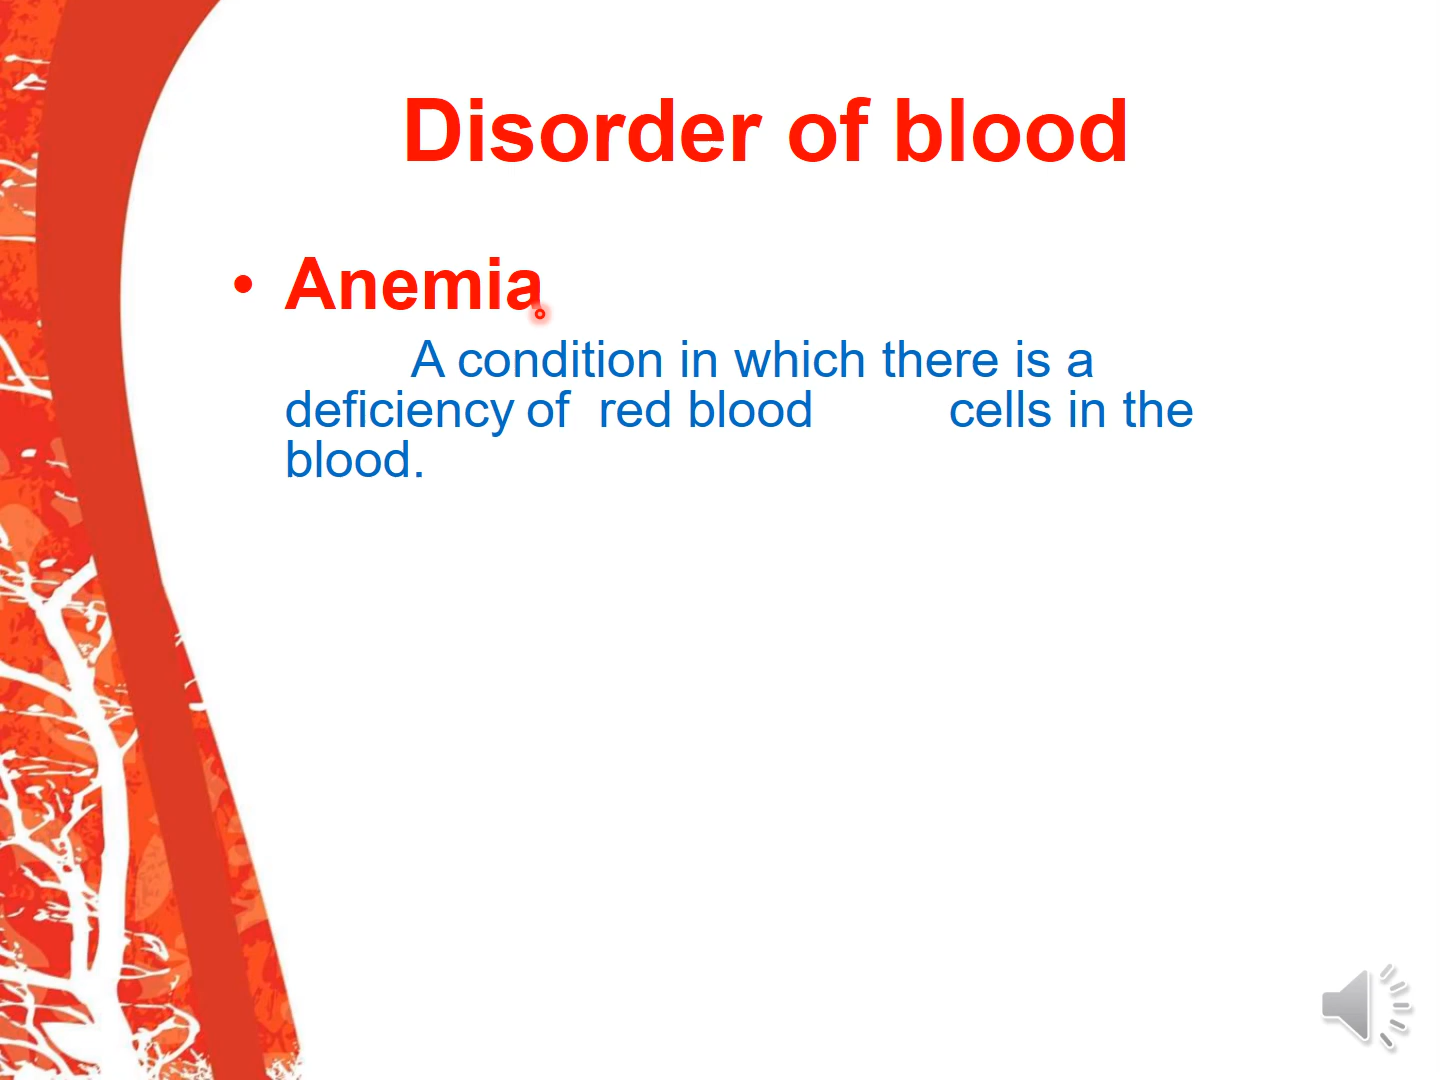 Disorder of blood
• Anemia
A condition in which there is a
deficiency of red blood cells in the
blood.